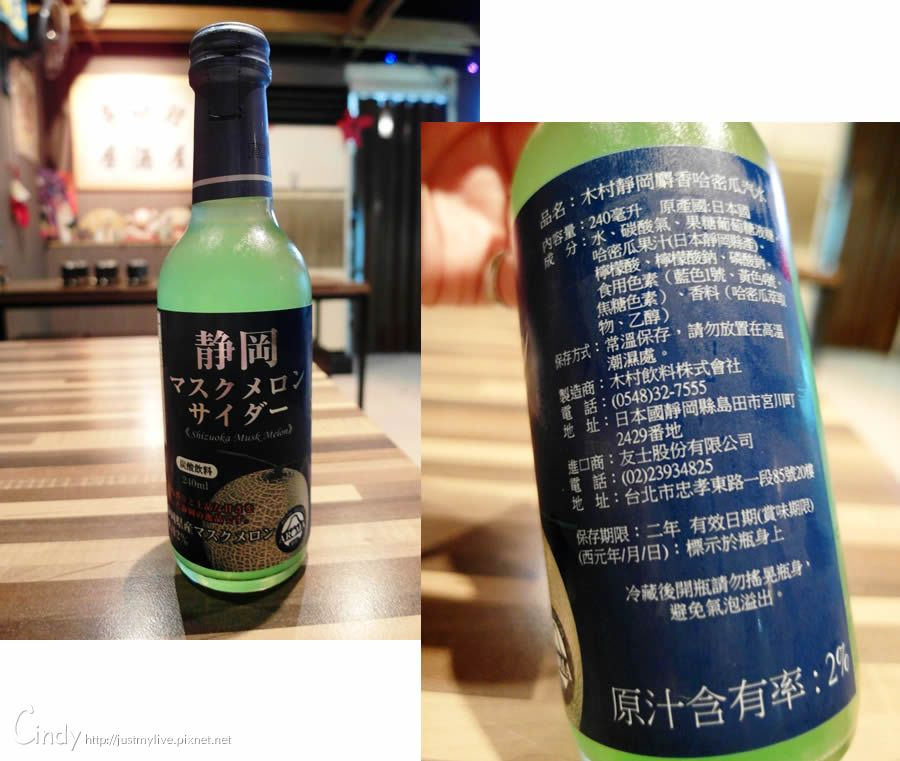 静岡
マスクメロン
サイダー
《Shizuoka Musk Melon》
炭酸飲料
240ml
県産マスクメロン
2%
品名：木村靜岡麝香哈密瓜汽水
內容量：240毫升 原產國:日本國
成 分：水、碳酸氣、果糖葡萄糖液糖、
哈密瓜果汁(日本靜岡縣產)、
檸檬酸、檸檬酸鈉、磷酸鈉、
食用色素（藍色1號、黃色4號、
焦糖色素）、香料（哈密瓜萃取
物、乙醇）
保存方式：常溫保存，請勿放置在高溫
潮濕處。
製造商：木村飲料株式會社
電 話：(0548)32-7555
地 址：日本國靜岡縣島田市宮川町
2429番地
進口商：友士股份有限公司
電 話：(02)23934825
地 址：台北市忠孝東路一段85號20樓
保存期限：二年 有效日期(賞味期限)
(西元年/月/日)：標示於瓶身上
冷藏後開瓶請勿搖晃瓶身，
避免氣泡溢出。
原汁含有率：2%
Cindy http://justmylive.pixnet.net